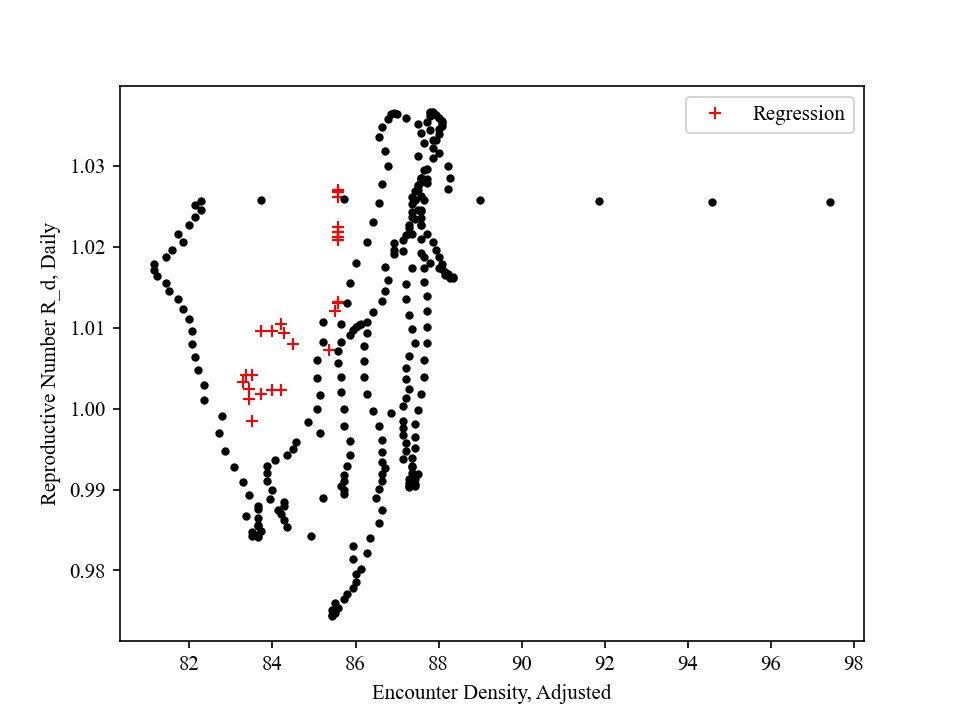 Regression
1.03
1.02
1.01
1.00
0.99
0.98
Reproductive Number R_d, Daily
82 84 86 88 90 92 94 96 98
Encounter Density, Adjusted